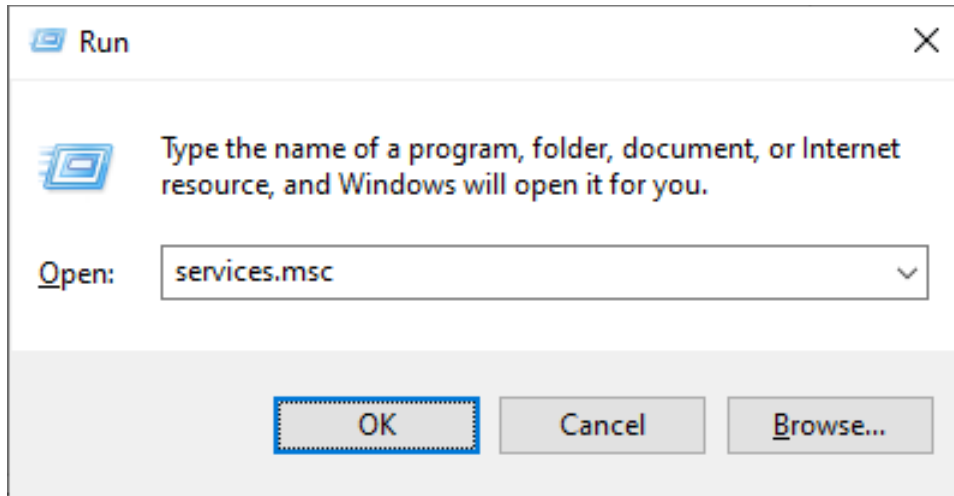 Run
Type the name of a program, folder, document, or Internet
resource, and Windows will open it for you.
Open: services.msc
OK Cancel Browse...